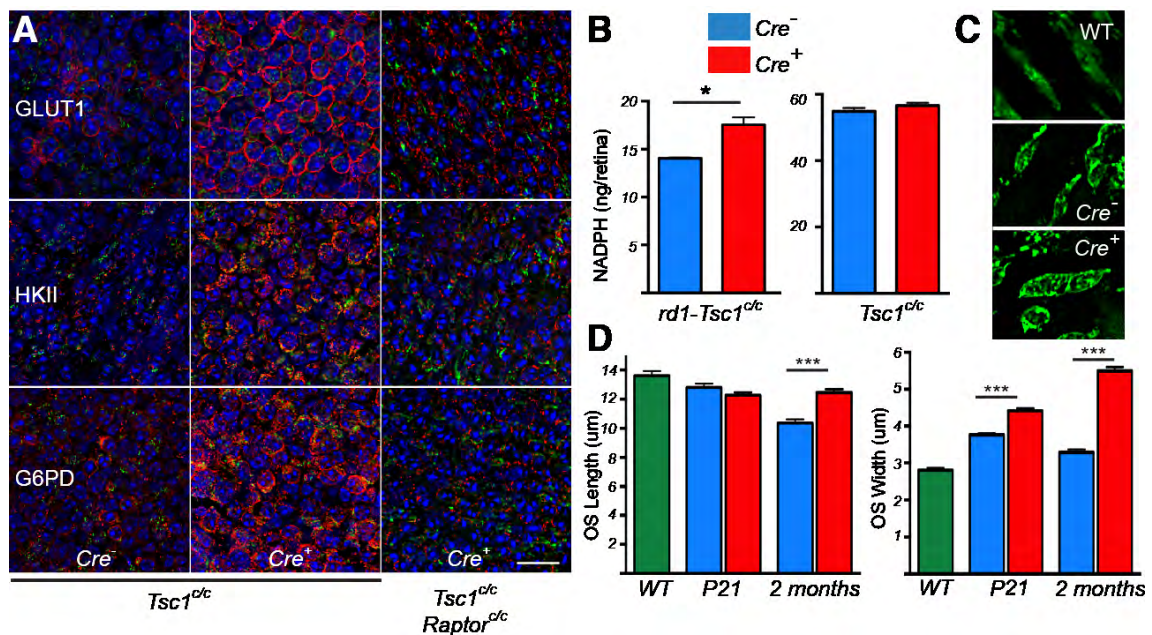 A
GLUT1
HKII
G6PD
Cre⁻
Cre⁺
Cre⁺
Tsc1ᶜ/ᶜ
Tsc1ᶜ/ᶜ
Raptorᶜ/ᶜ
B
Cre⁻
Cre⁺
NADPH (ng/retina)
20
15
14
5
*
rd1-Tsc1ᶜ/ᶜ
60
40
20
Tsc1ᶜ/ᶜ
C
WT
Cre⁻
Cre⁺
D
OS Length (um)
14
12
10
8
6
4
2
***
WT P21 2 months
OS Width (um)
6
5
4
3
2
1
***
***
WT P21 2 months